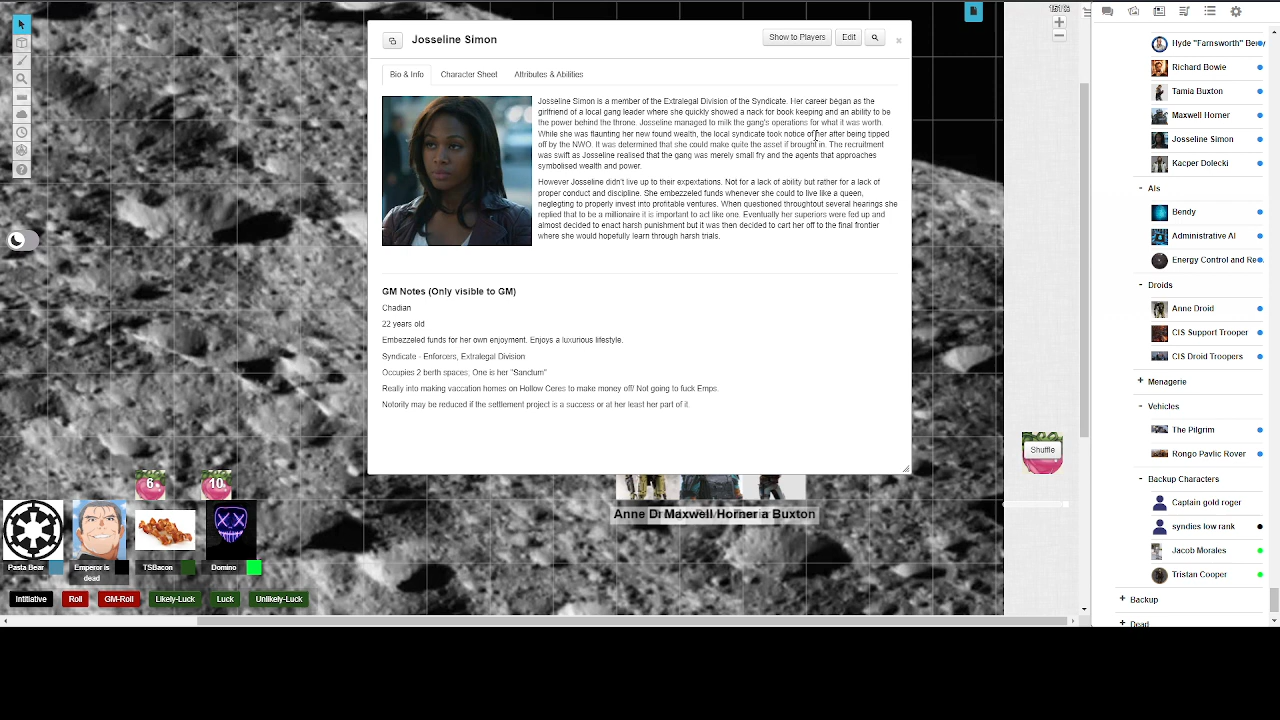 Josseline Simon
Show to Players
Edit
Bio & Info
Character Sheet
Attributes & Abilities
Josseline Simon is a member of the Extralegal Division of the Syndicate. Her career began as the
girlfriend of a local gang leader where she quickly showed a nack for book keeping and an ability to be
the power behind the throne. Josseline managed to milk the gang's operations for what it was worth.
While she was flaunting her new found wealth, the local syndicate took notice of her after being tipped
off by the NWO. It was determined that she could make quite the asset if brought in. The recruitment
was swift as Josseline realised that the gang was merely small fry and the agents that approaches
symbolised wealth and power.
However Josseline didn't live up to their expextations. Not for a lack of ability but rather for a lack of
proper conduct and discipline. She embezzled funds whenever she could to live like a queen,
neglegting to properly invest into profitable ventures. When questioned throughtout several hearings she
replied that to be a millionaire it is important to act like one. Eventually her superiors were fed up and
almost decided to enact harsh punishment but it was then decided to cart her off to the final frontier
where she would hopefully learn through harsh trials.
GM Notes (Only visible to GM)
Chadian
22 years old
Embezzeled funds for her own enjoyment. Enjoys a luxurious lifestyle.
Syndicate - Enforcers, Extralegal Division
Occupies 2 berth spaces, One is her "Sanctum"
Really into making vaccation homes on Hollow Ceres to make money off/ Not going to fuck Emps.
Notority may be reduced if the settlement project is a success or at her least her part of it.
Anne Dr
Maxwell Horner
a Buxton
6
10
Pasta Bear
Emperor is
dead
TSBacon
Domino
Intitiative
Roll
GM-Roll
Likely-Luck
Luck
Unlikely-Luck
Shuffle
Hyde "Farnsworth"
Richard Bowie
Tamia Buxton
Maxwell Horner
Josseline Simon
Kacper Dolecki
AIs
Bendy
Administrative AI
Energy Control and Re
Droids
Anne Droid
CIS Support Trooper
CIS Droid Troopers
Menagerie
Vehicles
The Pilgrim
Rongo Pavlic Rover
Backup Characters
Captain gold roger
syndies low rank
Morales
Tristan Cooper
Backup
Dead